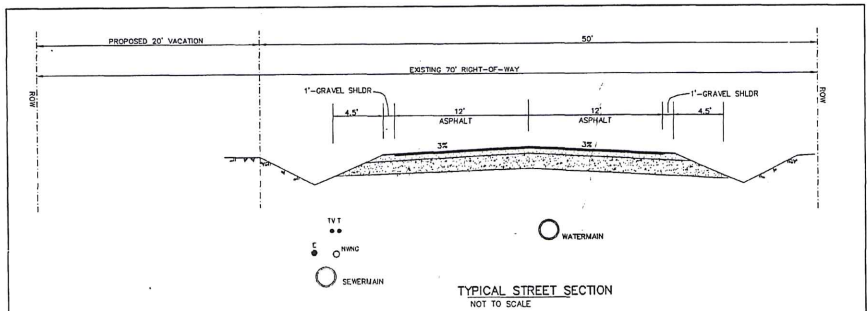 PROPOSED 20' VACATION
50'
EXISTING 70' RIGHT-OF-WAY
ROW
ROW
1'-GRAVEL SHLDR
1'-GRAVEL SHLDR
4.5'
12'
12'
4.5'
ASPHALT
ASPHALT
3%
3%
TV T
E
NWNG
WATERMAIN
SEWERMAIN
TYPICAL STREET SECTION
NOT TO SCALE